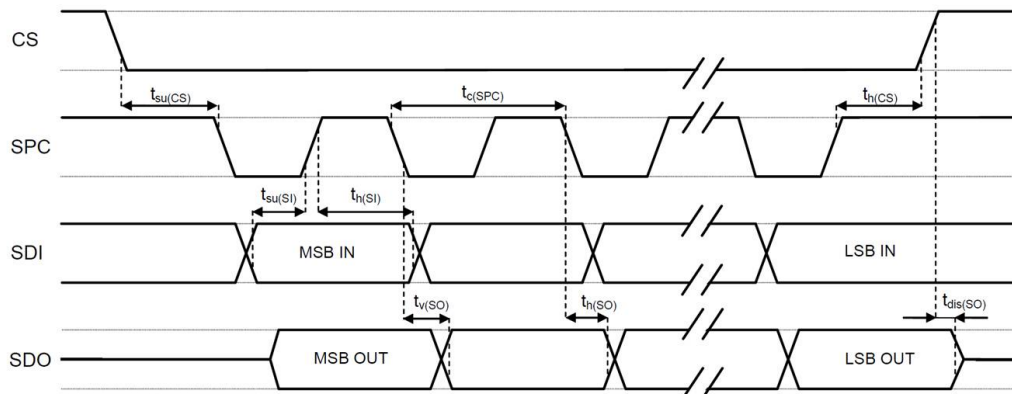 CS
tsu(CS)
tc(SPC)
th(CS)
SPC
tsu(SI)
th(SI)
SDI
MSB IN
LSB IN
tv(SO)
th(SO)
tdis(SO)
SDO
MSB OUT
LSB OUT